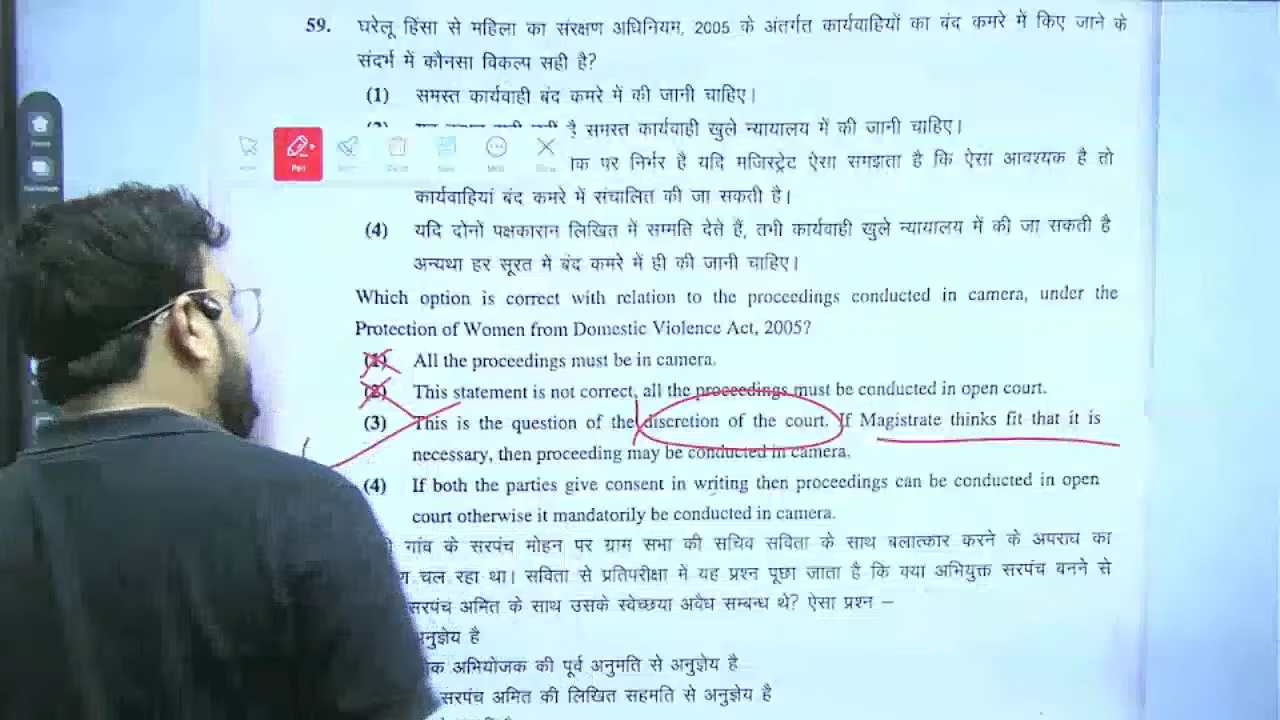 59. घरेलू हिंसा से महिला का संरक्षण अधिनियम, 2005 के अंतर्गत कार्यवाहियों का बंद कमरे में किए जाने के
संदर्भ में कौनसा विकल्प सही है?
(1) समस्त कार्यवाही बंद कमरे में की जानी चाहिए।
है समस्त कार्यवाही खुले न्यायालय में की जानी चाहिए।
Pen
पर निर्भर है यदि मजिस्ट्रेट ऐसा समझता है कि ऐसा आवश्यक है तो
कार्यवाहियां बंद कमरे में संचालित की जा सकती है।
(4) यदि दोनों पक्षकारान लिखित में सम्मति देते हैं, तभी कार्यवाही खुले न्यायालय में की जा सकती है
अन्यथा हर सूरत में बंद कमरे में ही की जानी चाहिए।
Which option is correct with relation to the proceedings conducted in camera, under the
Protection of Women from Domestic Violence Act, 2005?
(1) All the proceedings must be in camera.
(2) This statement is not correct, all the proceedings must be conducted in open court.
(3) This is the question of the discretion of the court. If Magistrate thinks fit that it is
necessary, then proceeding may be conducted in camera.
(4) If both the parties give consent in writing then proceedings can be conducted in open
court otherwise it mandatorily be conducted in camera.
गांव के सरपंच मोहन पर ग्राम सभा की सचिव सविता के साथ बलात्कार करने के अपराध का
चल रहा था। सविता से प्रतिपरीक्षा में यह प्रश्न पूछा जाता है कि क्या अभियुक्त सरपंच बनने से
सरपंच अमित के साथ उसके स्वेच्छया अवैध सम्बन्ध थे? ऐसा प्रश्न –
है
अभियोजक की पूर्व अनुमति से अनुज्ञेय है
सरपंच अमित की लिखित सहमति से अनुज्ञेय है